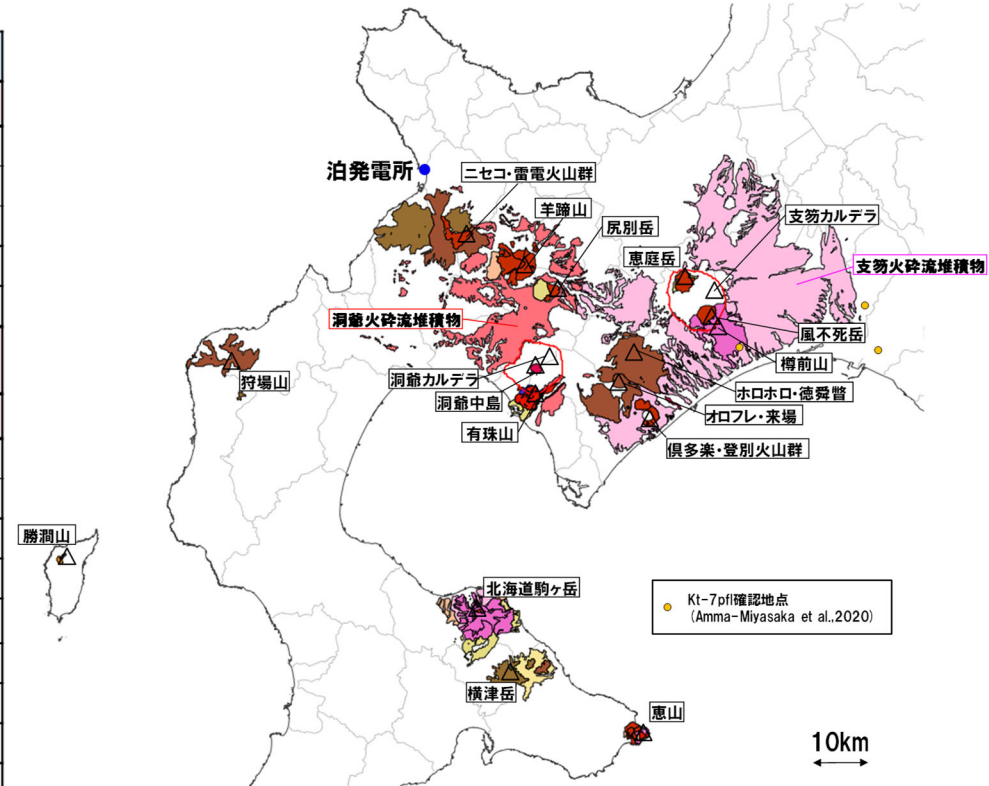 泊発電所
ニセコ・雷電火山群
羊蹄山
尻別岳
支笏カルデラ
恵庭岳
支笏火砕流堆積物
洞爺火砕流堆積物
風不死岳
樽前山
狩場山
洞爺カルデラ
ホロホロ・徳舜瞥
洞爺中島
オロフレ・来場
有珠山
倶多楽・登別火山群
勝澗山
北海道駒ヶ岳
Kt-7pfl確認地点
(Amma-Miyasaka et al.,2020)
横津岳
恵山
10km